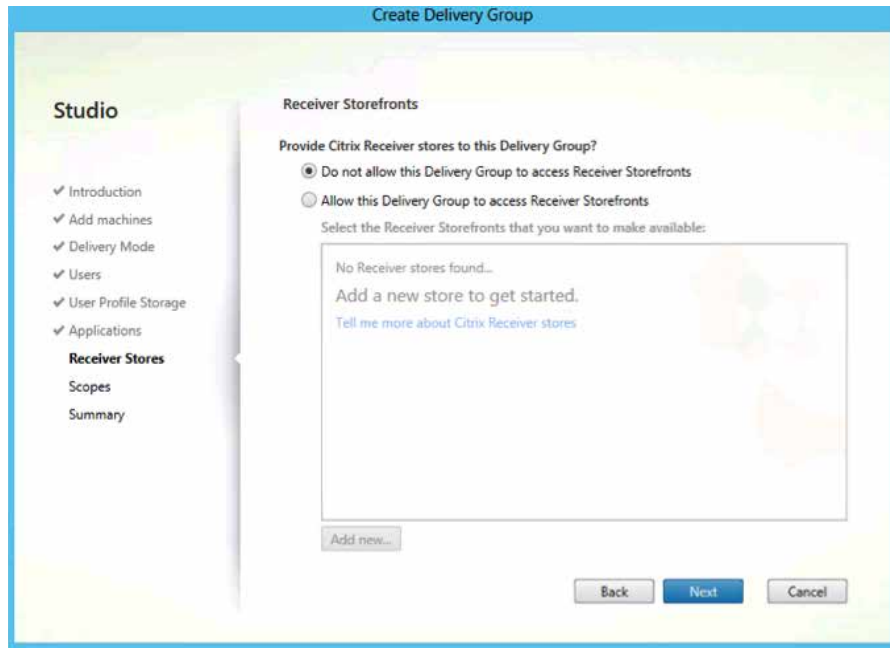 Create Delivery Group
Studio
✔ Introduction
✔ Add machines
✔ Delivery Mode
✔ Users
✔ User Profile Storage
✔ Applications
Receiver Stores
Scopes
Summary
Receiver Storefronts
Provide Citrix Receiver stores to this Delivery Group?
Do not allow this Delivery Group to access Receiver Storefronts
Allow this Delivery Group to access Receiver Storefronts
Select the Receiver Storefronts that you want to make available:
No Receiver stores found...
Add a new store to get started.
Tell me more about Citrix Receiver stores
Add new...
Back
Next
Cancel